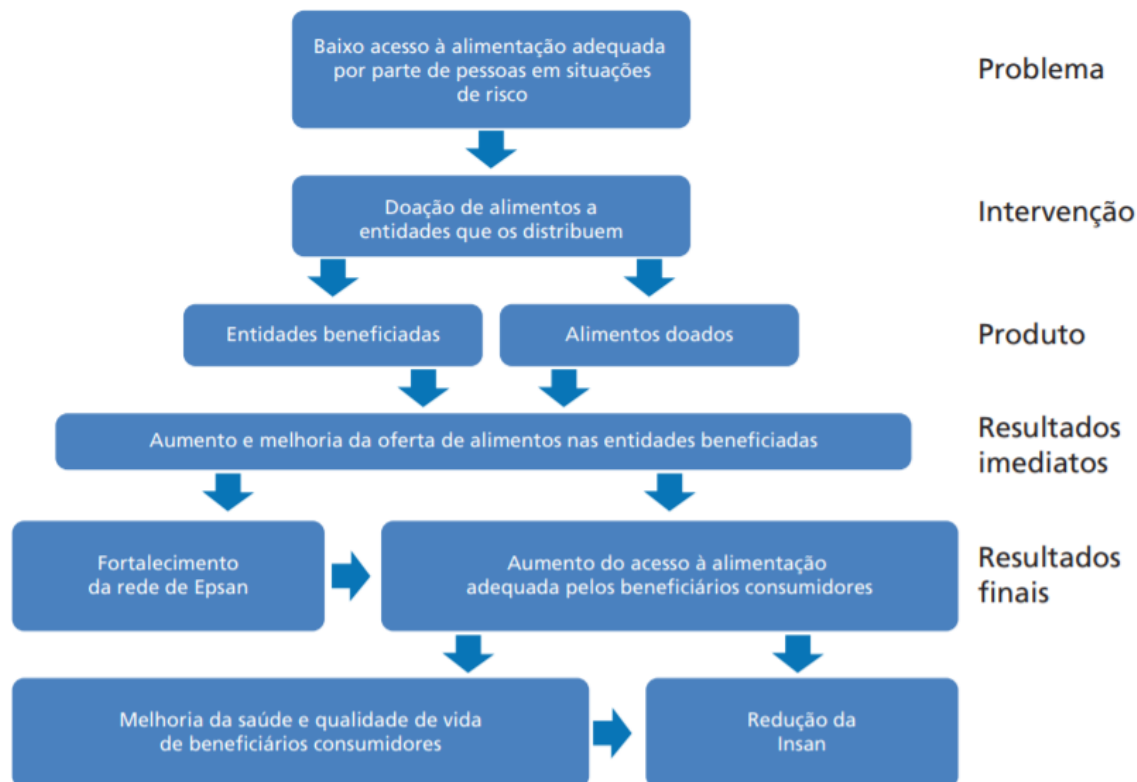 Baixo acesso à alimentação adequada
por parte de pessoas em situações
de risco
Problema
Doação de alimentos a
entidades que os distribuem
Intervenção
Entidades beneficiadas
Alimentos doados
Produto
Aumento e melhoria da oferta de alimentos nas entidades beneficiadas
Resultados
imediatos
Fortalecimento
da rede de Epsan
Aumento do acesso à alimentação
adequada pelos beneficiários consumidores
Resultados
finais
Melhoria da saúde e qualidade de vida
de beneficiários consumidores
Redução da
Insan